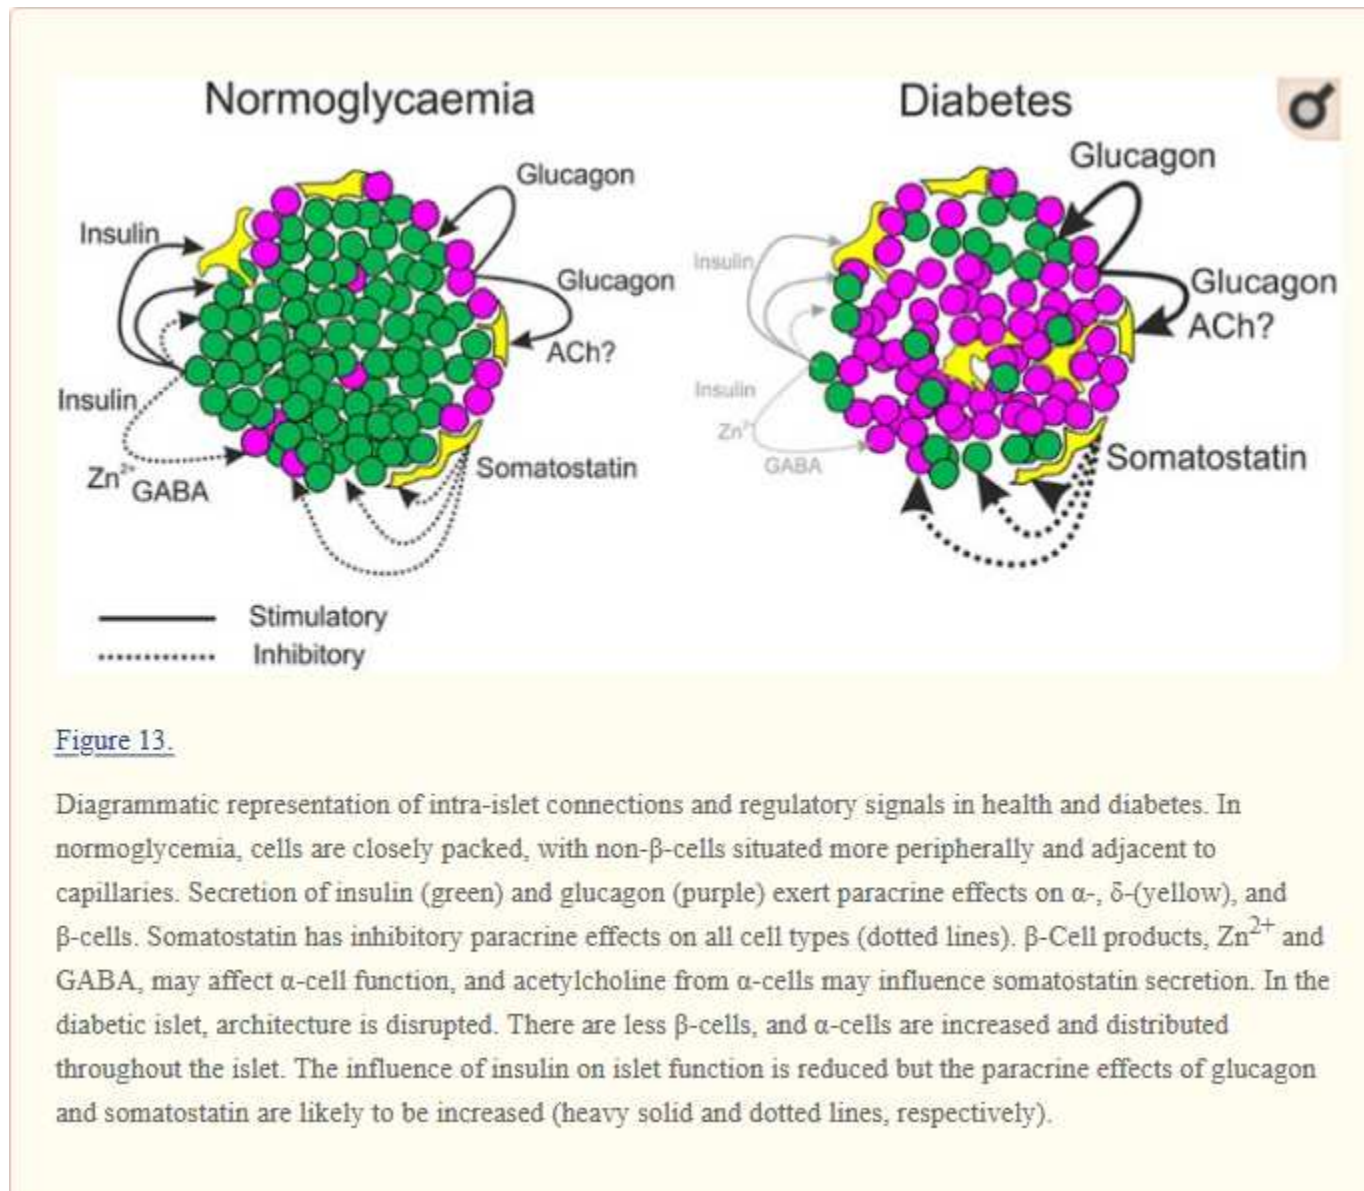 Normoglycaemia
Diabetes
Glucagon
Insulin
Glucagon
ACh?
Insulin
Zn²⁺
GABA
Somatostatin
Glucagon
Insulin
Glucagon
ACh?
Insulin
Zn²⁺
GABA
Somatostatin
Stimulatory
Inhibitory
Figure 13.
Diagrammatic representation of intra-islet connections and regulatory signals in health and diabetes. In
normoglycemia, cells are closely packed, with non-β-cells situated more peripherally and adjacent to
capillaries. Secretion of insulin (green) and glucagon (purple) exert paracrine effects on α-, δ-(yellow), and
β-cells. Somatostatin has inhibitory paracrine effects on all cell types (dotted lines). β-Cell products, Zn²⁺ and
GABA, may affect α-cell function, and acetylcholine from α-cells may influence somatostatin secretion. In the
diabetic islet, architecture is disrupted. There are less β-cells, and α-cells are increased and distributed
throughout the islet. The influence of insulin on islet function is reduced but the paracrine effects of glucagon
and somatostatin are likely to be increased (heavy solid and dotted lines, respectively).